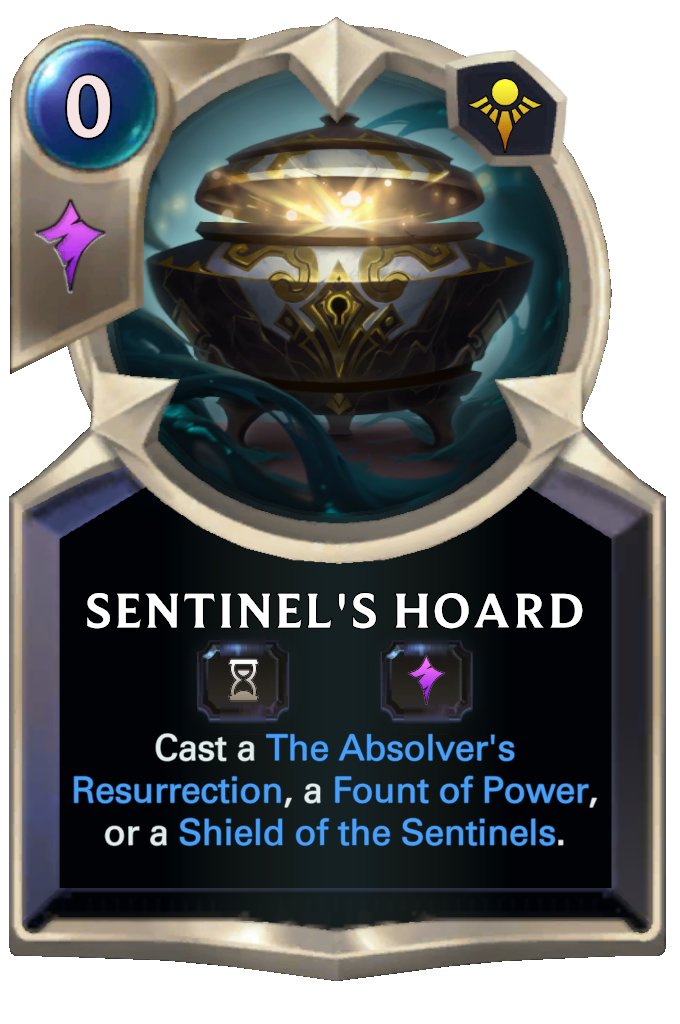 0
SENTINEL'S HOARD
Cast a The Absolver's
Resurrection, a Fount of Power,
or a Shield of the Sentinels.